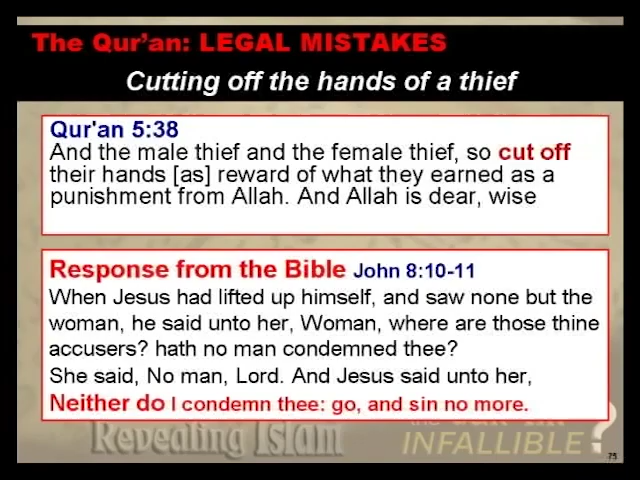 The Qur'an: LEGAL MISTAKES
Cutting off the hands of a thief
Qur'an 5:38
And the male thief and the female thief, so cut off
their hands [as] reward of what they earned as a
punishment from Allah. And Allah is dear, wise
Response from the Bible John 8:10-11
When Jesus had lifted up himself, and saw none but the
woman, he said unto her, Woman, where are those thine
accusers? hath no man condemned thee?
She said, No man, Lord. And Jesus said unto her,
Neither do I condemn thee: go, and sin no more.
Revealing Islam
INFALLIBLE?
75